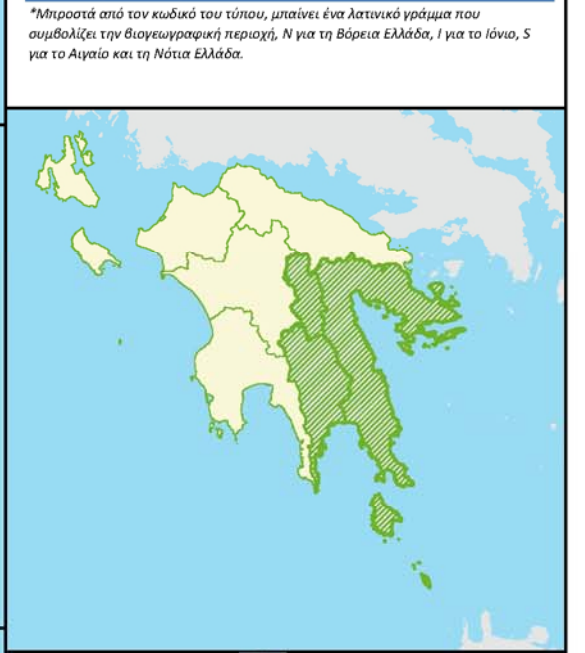 *Μπροστά από τον κωδικό του τύπου, μπαίνει ένα λατινικό γράμμα που
συμβολίζει την βιογεωγραφική περιοχή, N για τη Βόρεια Ελλάδα, I για το Ιόνιο, S
για το Αιγαίο και τη Νότια Ελλάδα.